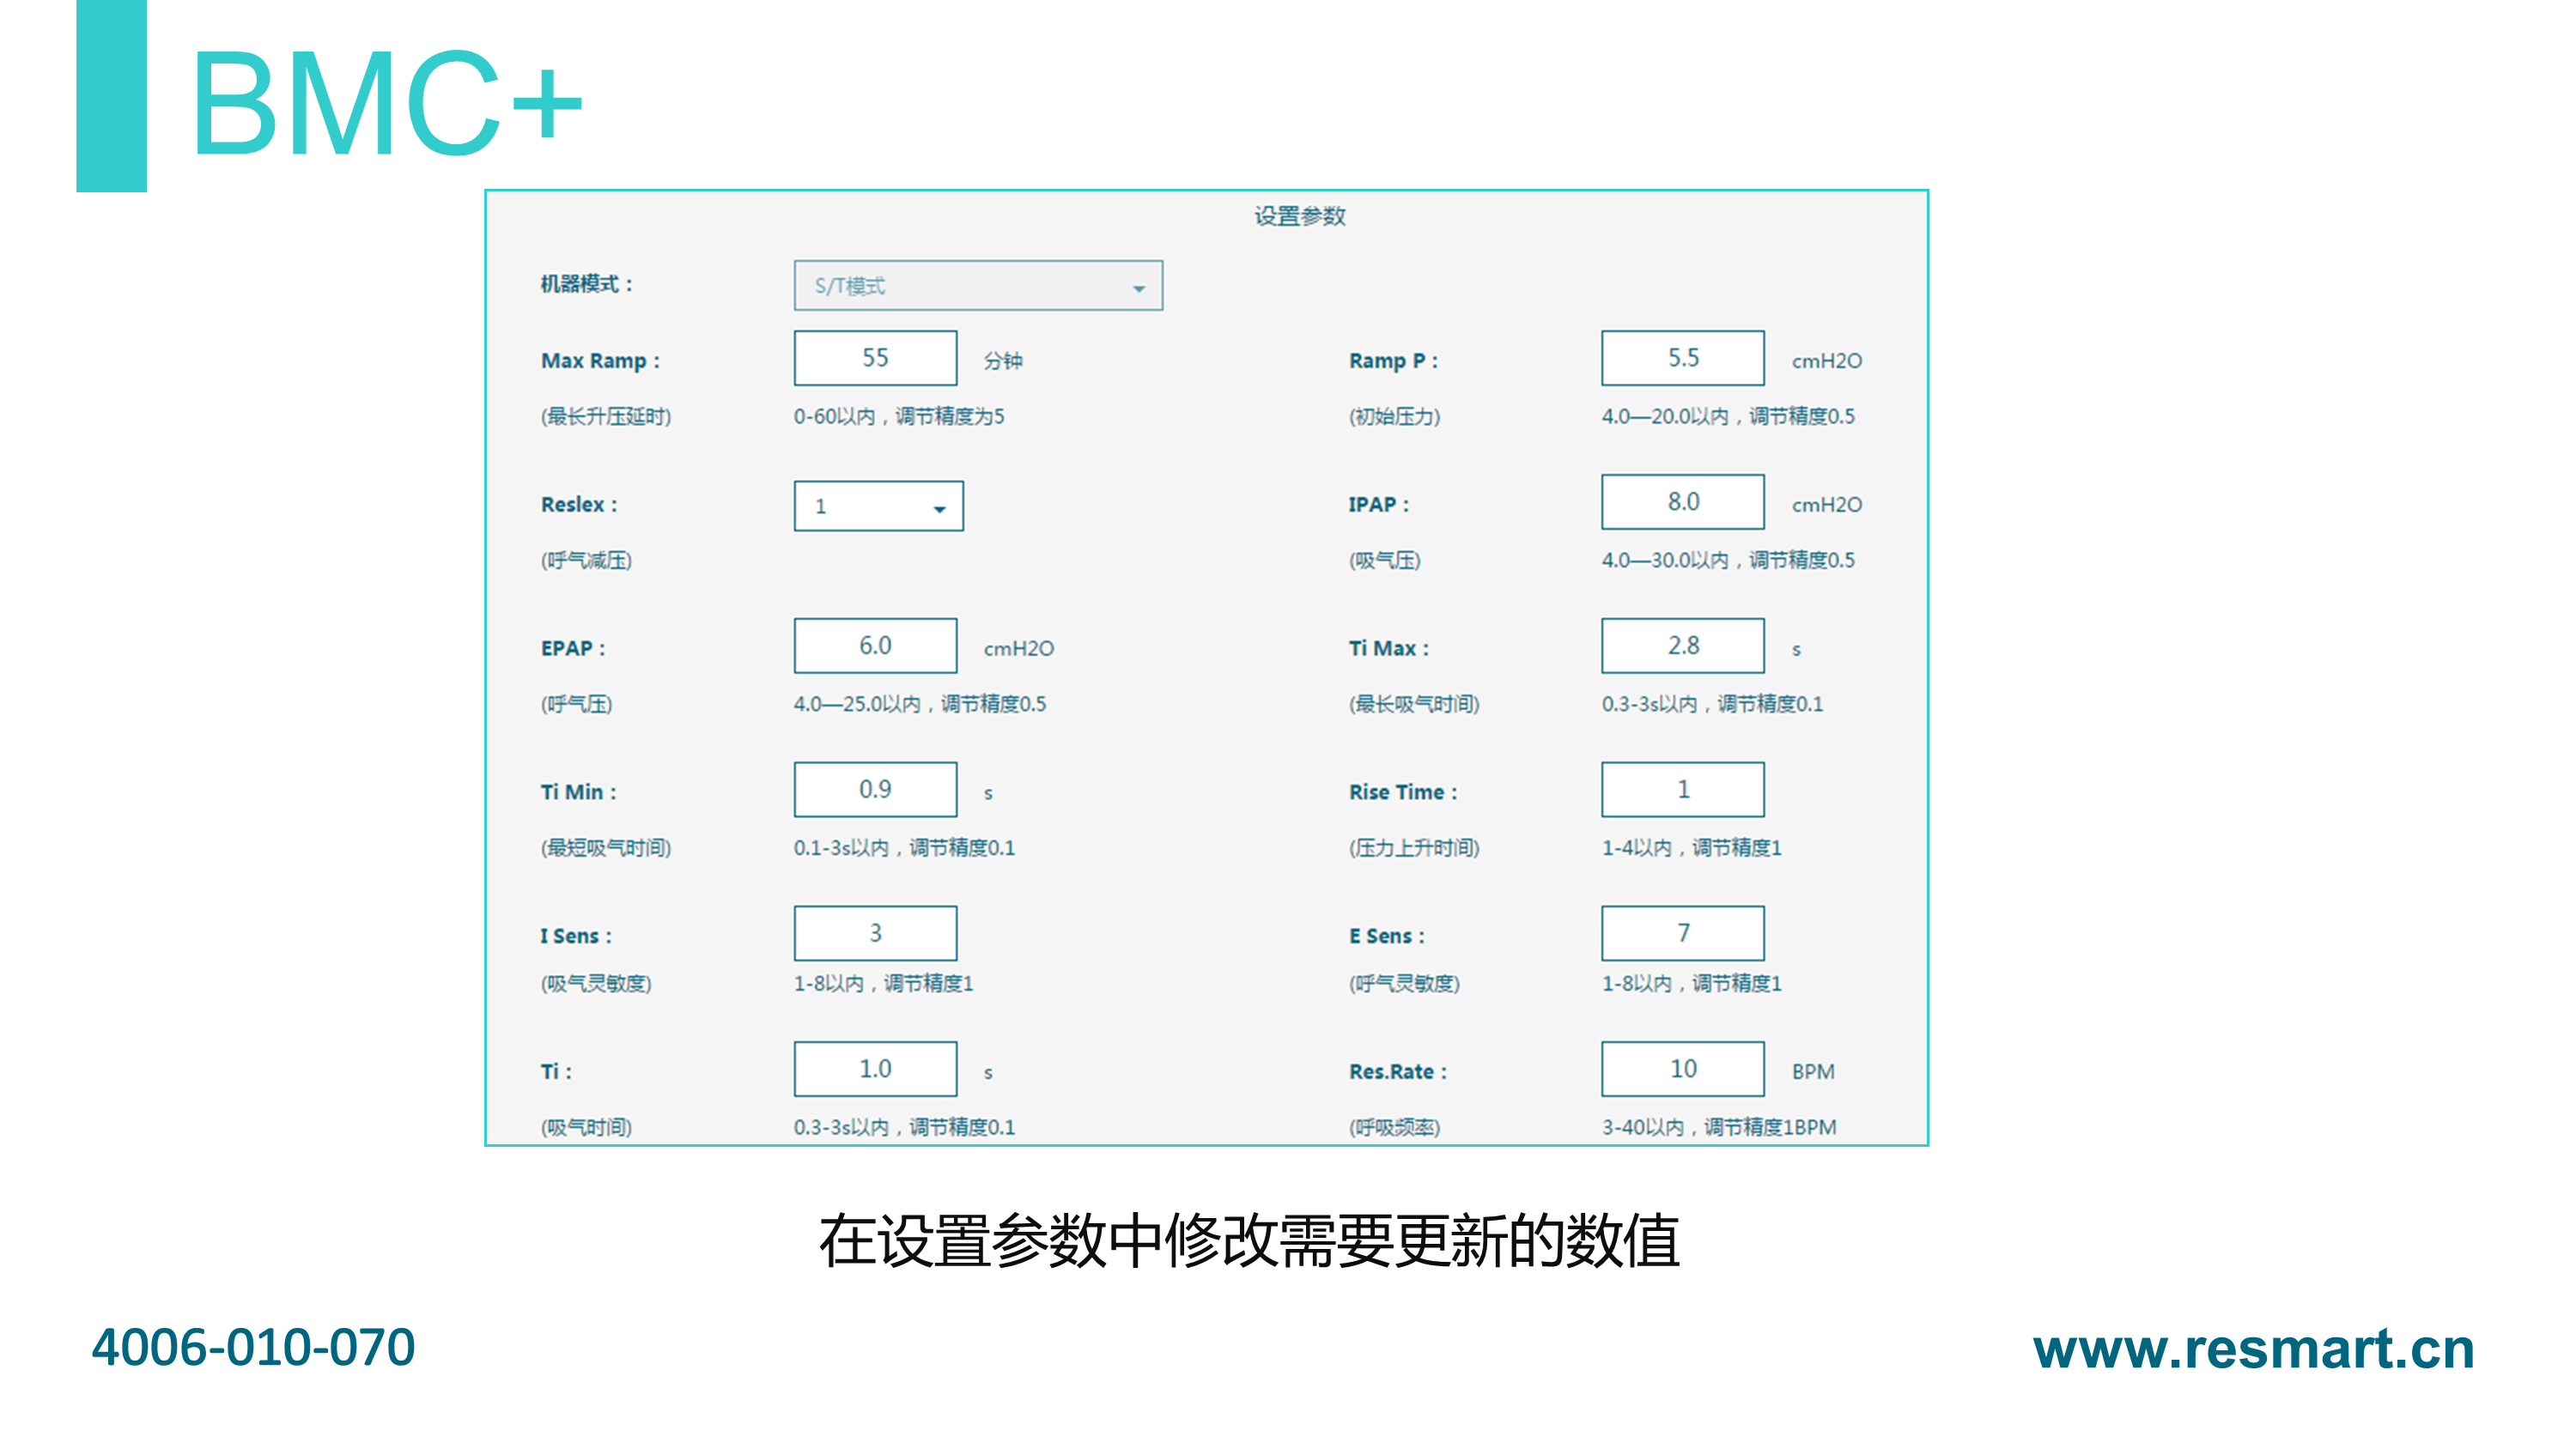 BMC+
设置参数
机器模式：
S/T模式
Max Ramp： 55 分钟 Ramp P： 5.5 cmH2O
(最长升压延时) 0-60以内，调节精度为5 (初始压力) 4.0—20.0以内，调节精度0.5
Reslex： 1 IPAP： 8.0 cmH2O
(呼气减压) (吸气压) 4.0—30.0以内，调节精度0.5
EPAP： 6.0 cmH2O Ti Max： 2.8 s
(呼气压) 4.0—25.0以内，调节精度0.5 (最长吸气时间) 0.3-3s以内，调节精度0.1
Ti Min： 0.9 s Rise Time： 1
(最短吸气时间) 0.1-3s以内，调节精度0.1 (压力上升时间) 1-4以内，调节精度1
I Sens： 3 E Sens： 7
(吸气灵敏度) 1-8以内，调节精度1 (呼气灵敏度) 1-8以内，调节精度1
Ti： 1.0 s Res.Rate： 10 BPM
(吸气时间) 0.3-3s以内，调节精度0.1 (呼吸频率) 3-40以内，调节精度1BPM
在设置参数中修改需要更新的数值
4006-010-070
www.resmart.cn